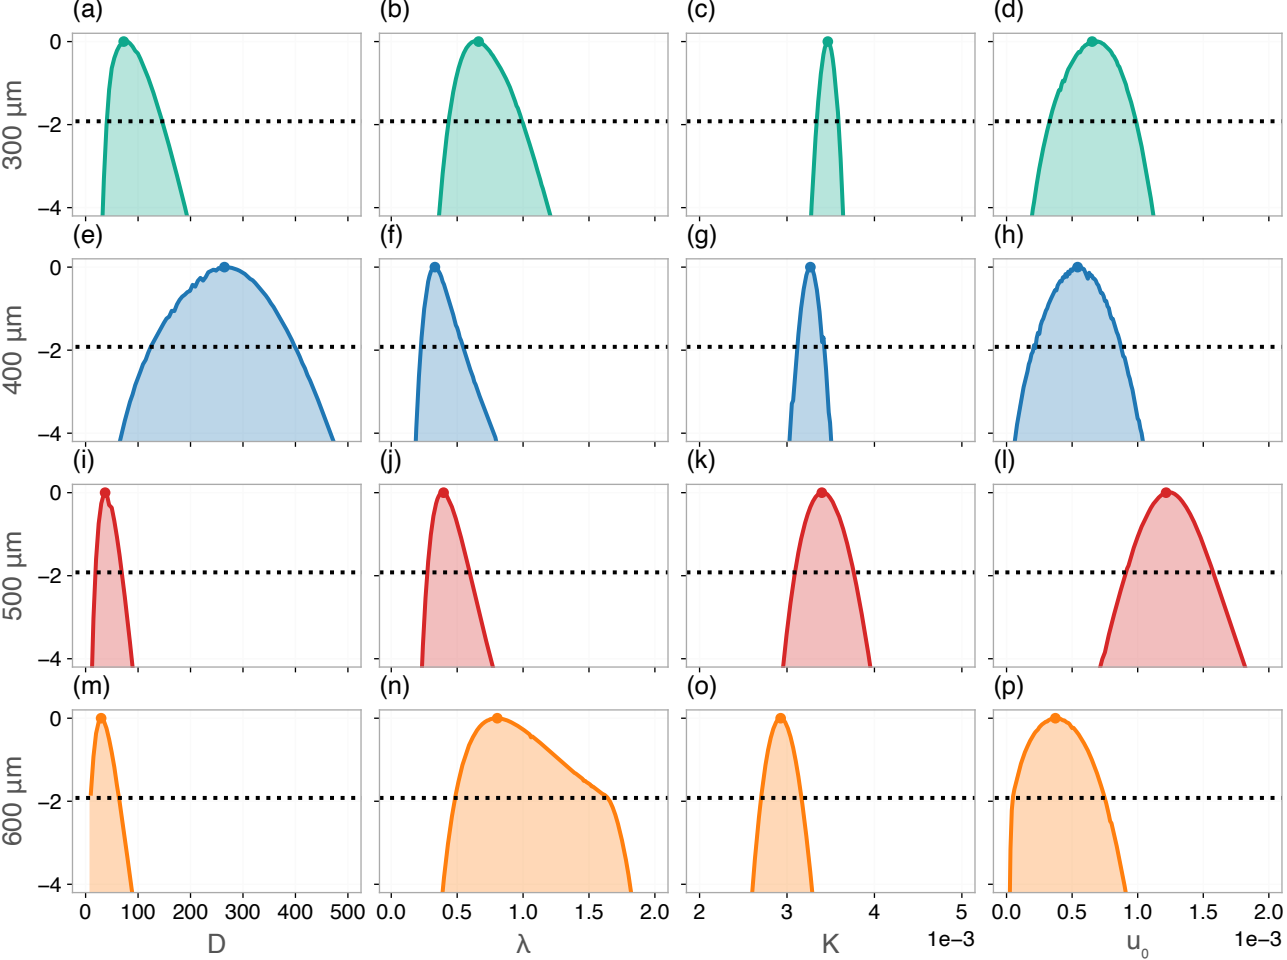 (a) (b) (c) (d)
0
−2
−4
300 μm
(e) (f) (g) (h)
0
−2
−4
400 μm
(i) (j) (k) (l)
0
−2
−4
500 μm
(m) (n) (o) (p)
0
−2
−4
600 μm
0 100 200 300 400 500 0.0 0.5 1.0 1.5 2.0 2 3 4 5 0.0 0.5 1.0 1.5 2.0
D λ K 1e−3 u₀ 1e−3